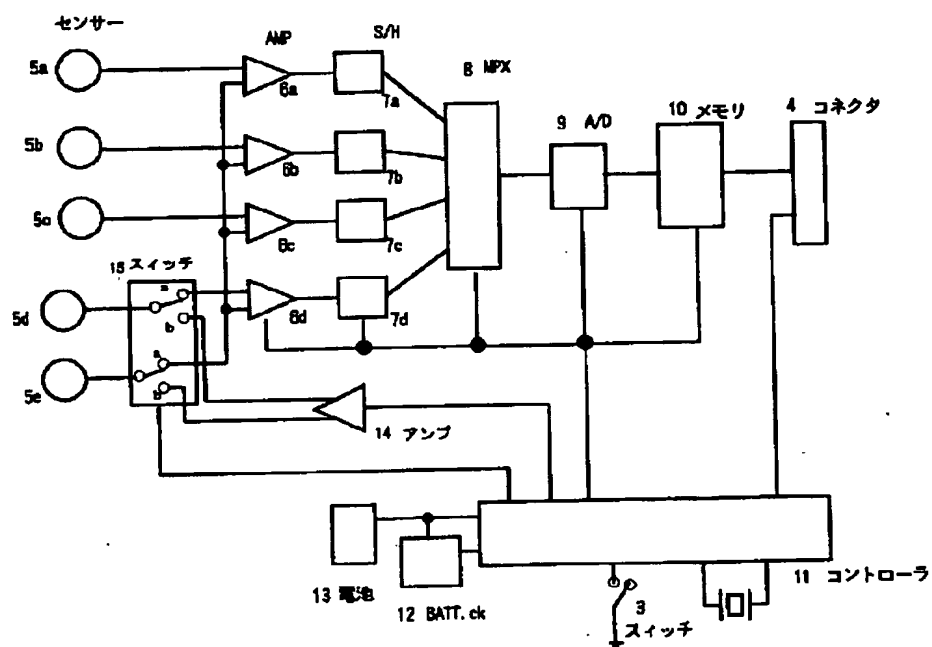 センサー
AMP
S/H
5a
6a
7a
8 MPX
9 A/D
10 メモリ
4 コネクタ
5b
6b
7b
5c
6c
7c
15 スイッチ
a
b
5d
6d
7d
a
b
5e
14 アンプ
13 電池
12 BATT.ck
3
スィッチ
11 コントローラ